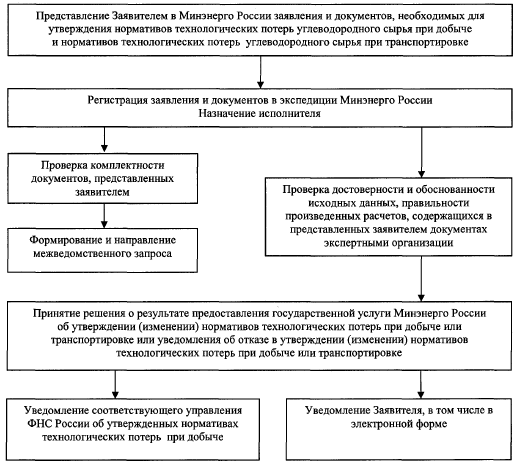 Представление Заявителем в Минэнерго России заявления и документов, необходимых для
утверждения нормативов технологических потерь углеводородного сырья при добыче
и нормативов технологических потерь углеводородного сырья при транспортировке
Регистрация заявления и документов в экспедиции Минэнерго России
Назначение исполнителя
Проверка комплектности
документов, представленных
заявителем
Формирование и направление
межведомственного запроса
Проверка достоверности и обоснованности
исходных данных, правильности
произведенных расчетов, содержащихся в
представленных заявителем документах
экспертными организации
Принятие решения о результате предоставления государственной услуги Минэнерго России
об утверждении (изменении) нормативов технологических потерь при добыче или
транспортировке или уведомления об отказе в утверждении (изменении) нормативов
технологических потерь при добыче или транспортировке
Уведомление соответствующего управления
ФНС России об утвержденных нормативах
технологических потерь при добыче
Уведомление Заявителя, в том числе в
электронной форме